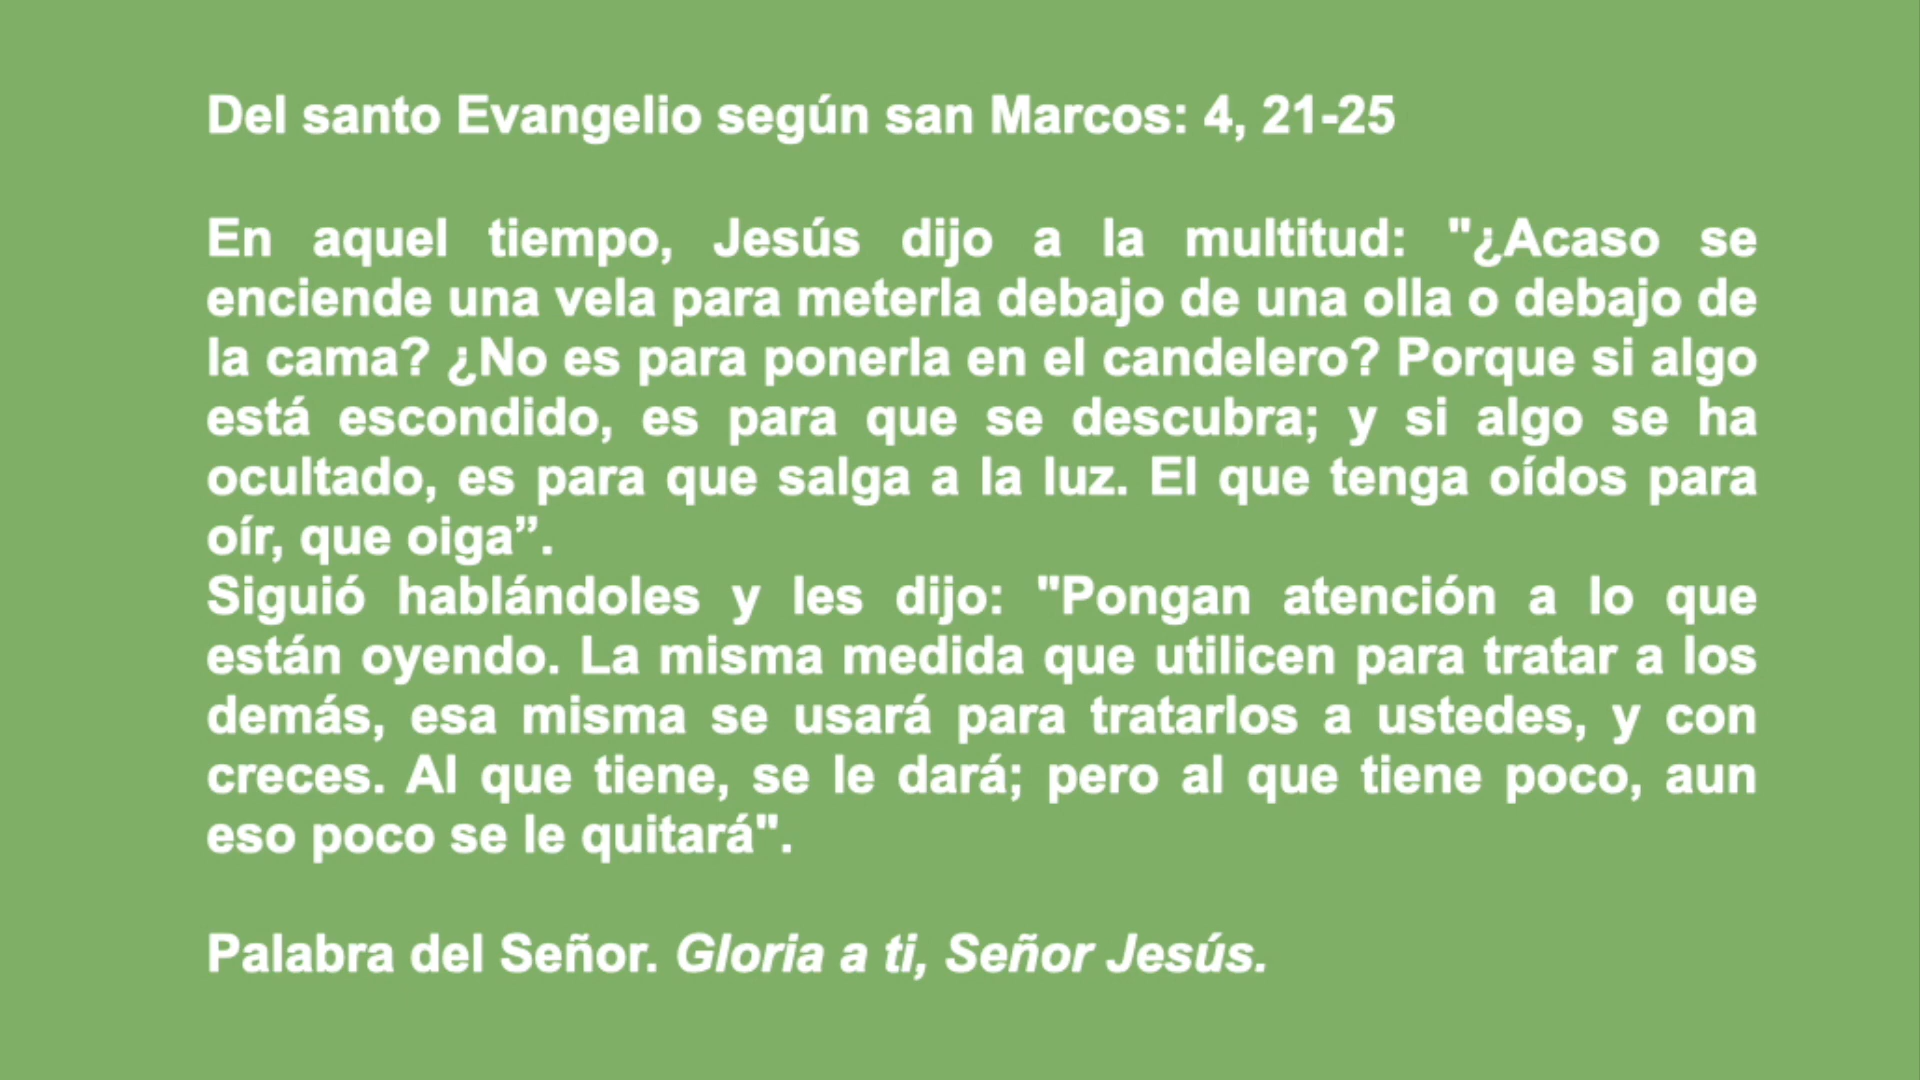 Del santo Evangelio según san Marcos: 4, 21-25
En aquel tiempo, Jesús dijo a la multitud: "¿Acaso se
enciende una vela para meterla debajo de una olla o debajo de
la cama? ¿No es para ponerla en el candelero? Porque si algo
está escondido, es para que se descubra; y si algo se ha
ocultado, es para que salga a la luz. El que tenga oídos para
oír, que oiga”.
Siguió hablándoles y les dijo: "Pongan atención a lo que
están oyendo. La misma medida que utilicen para tratar a los
demás, esa misma se usará para tratarlos a ustedes, y con
creces. Al que tiene, se le dará; pero al que tiene poco, aun
eso poco se le quitará".
Palabra del Señor. Gloria a ti, Señor Jesús.